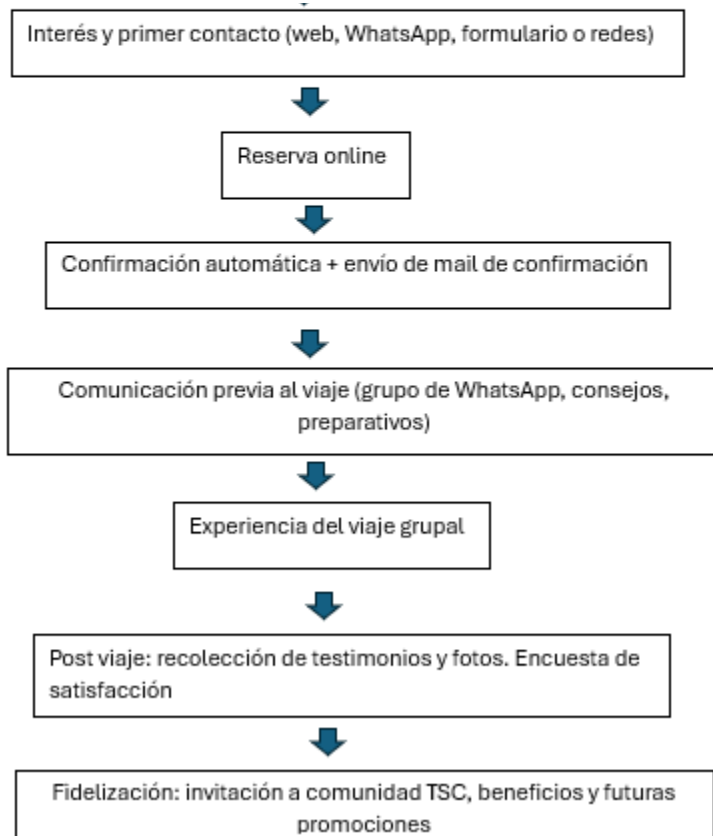 Interés y primer contacto (web, WhatsApp, formulario o redes)
Reserva online
Confirmación automática + envío de mail de confirmación
Comunicación previa al viaje (grupo de WhatsApp, consejos,
preparativos)
Experiencia del viaje grupal
Post viaje: recolección de testimonios y fotos. Encuesta de
satisfacción
Fidelización: invitación a comunidad TSC, beneficios y futuras
promociones